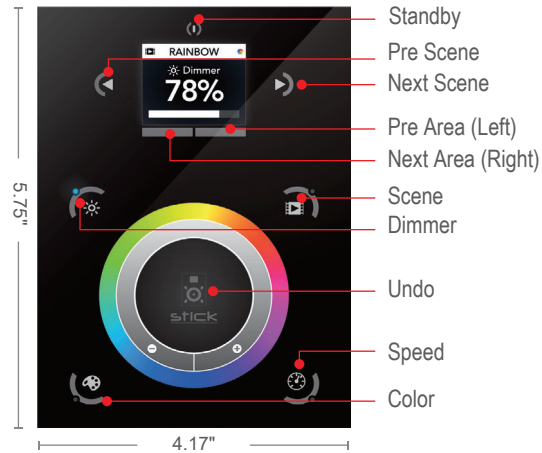 Standby
RAINBOW
Pre Scene
Dimmer
Next Scene
78%
Pre Area (Left)
Next Area (Right)
5.75"
Scene
Dimmer
Undo
STICK
Speed
Color
4.17"